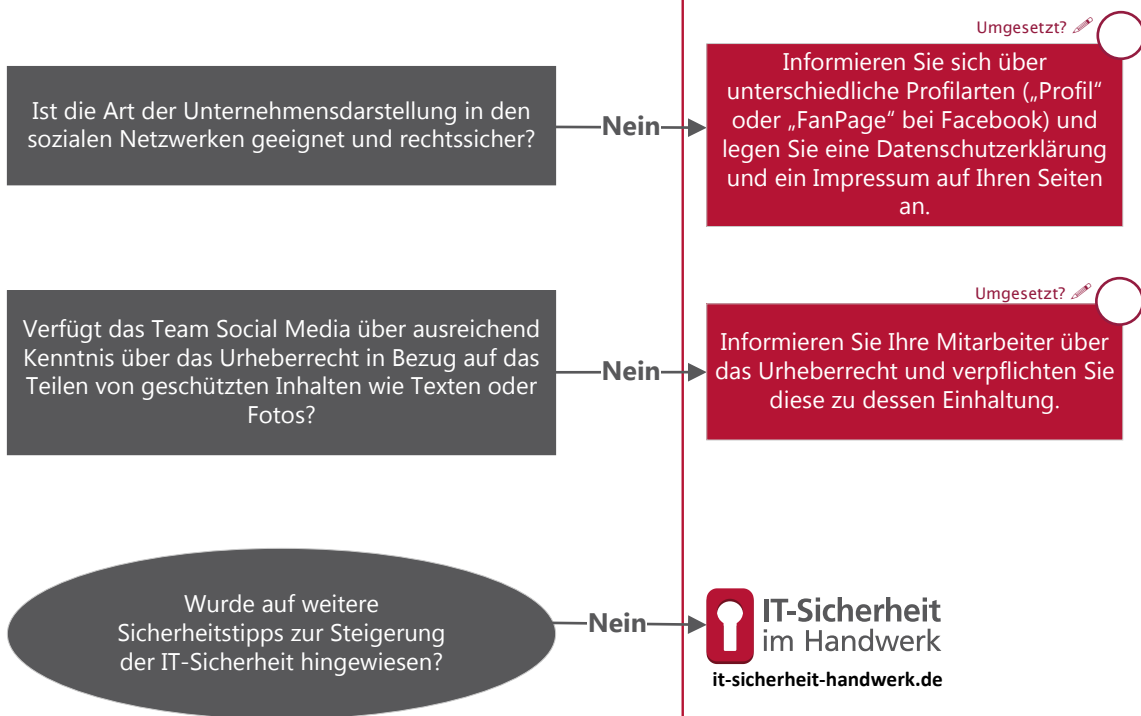 Ist die Art der Unternehmensdarstellung in den
sozialen Netzwerken geeignet und rechtssicher?
Nein
Umgesetzt?
Informieren Sie sich über
unterschiedliche Profilarten („Profil“
oder „FanPage“ bei Facebook) und
legen Sie eine Datenschutzerklärung
und ein Impressum auf Ihren Seiten
an.
Verfügt das Team Social Media über ausreichend
Kenntnis über das Urheberrecht in Bezug auf das
Teilen von geschützten Inhalten wie Texten oder
Fotos?
Nein
Umgesetzt?
Informieren Sie Ihre Mitarbeiter über
das Urheberrecht und verpflichten Sie
diese zu dessen Einhaltung.
Wurde auf weitere
Sicherheitstipps zur Steigerung
der IT-Sicherheit hingewiesen?
Nein
IT-Sicherheit
im Handwerk
it-sicherheit-handwerk.de